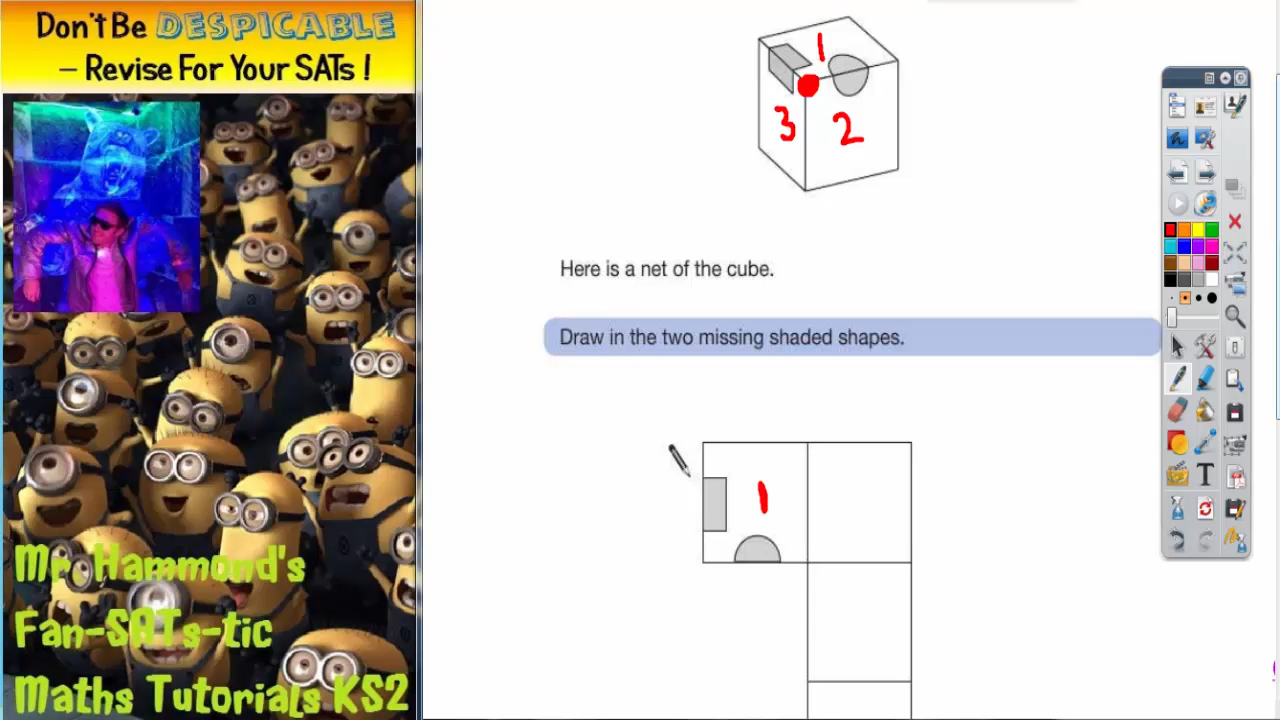 Don't Be DESPICABLE
– Revise For Your SATs !
Mr. Hammond's
Fan-SATs-tic
Maths Tutorials KS2
1
3 2
Here is a net of the cube.
Draw in the two missing shaded shapes.
1
T